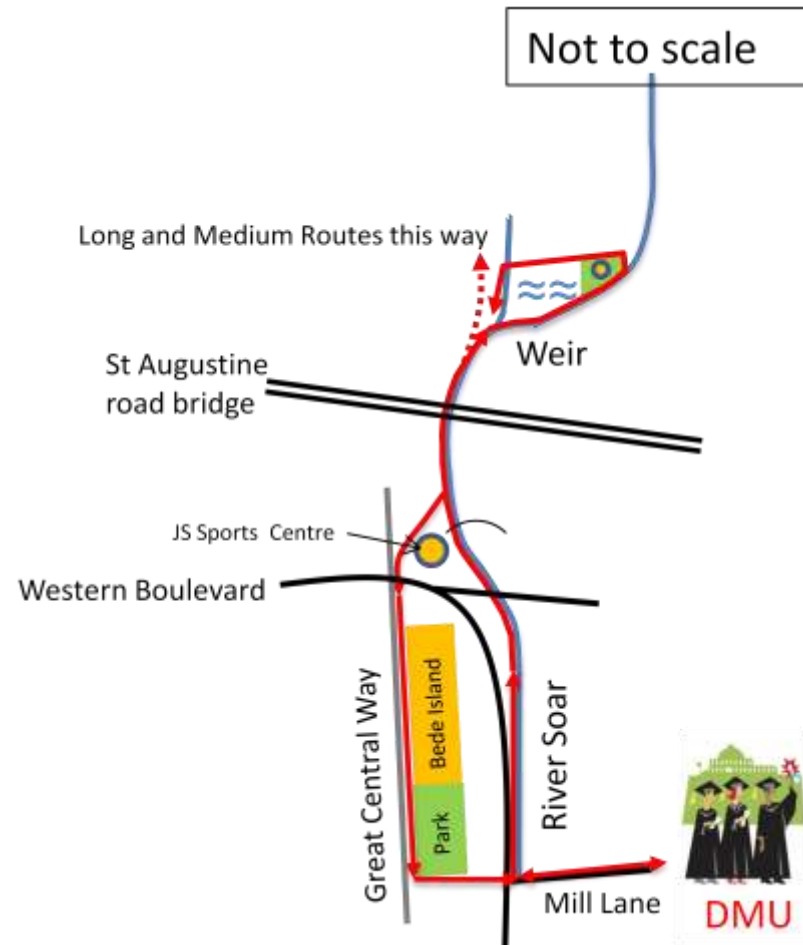 Not to scale
Long and Medium Routes this way
Weir
St Augustine
road bridge
JS Sports Centre
Western Boulevard
Great Central Way
Bede Island
Park
River Soar
Mill Lane
DMU